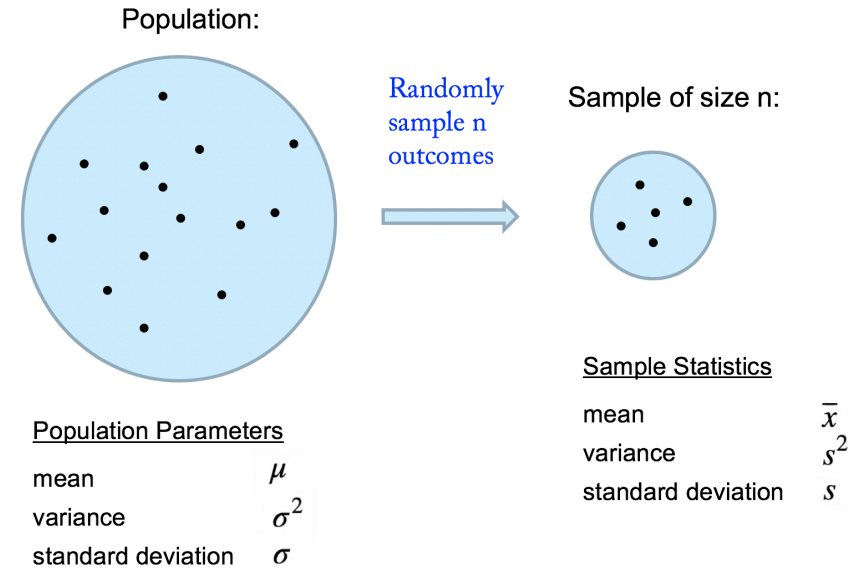 Population:
Randomly
sample n
outcomes
Sample of size n:
Population Parameters
mean μ
variance σ²
standard deviation σ
Sample Statistics
mean x̅
variance s²
standard deviation s